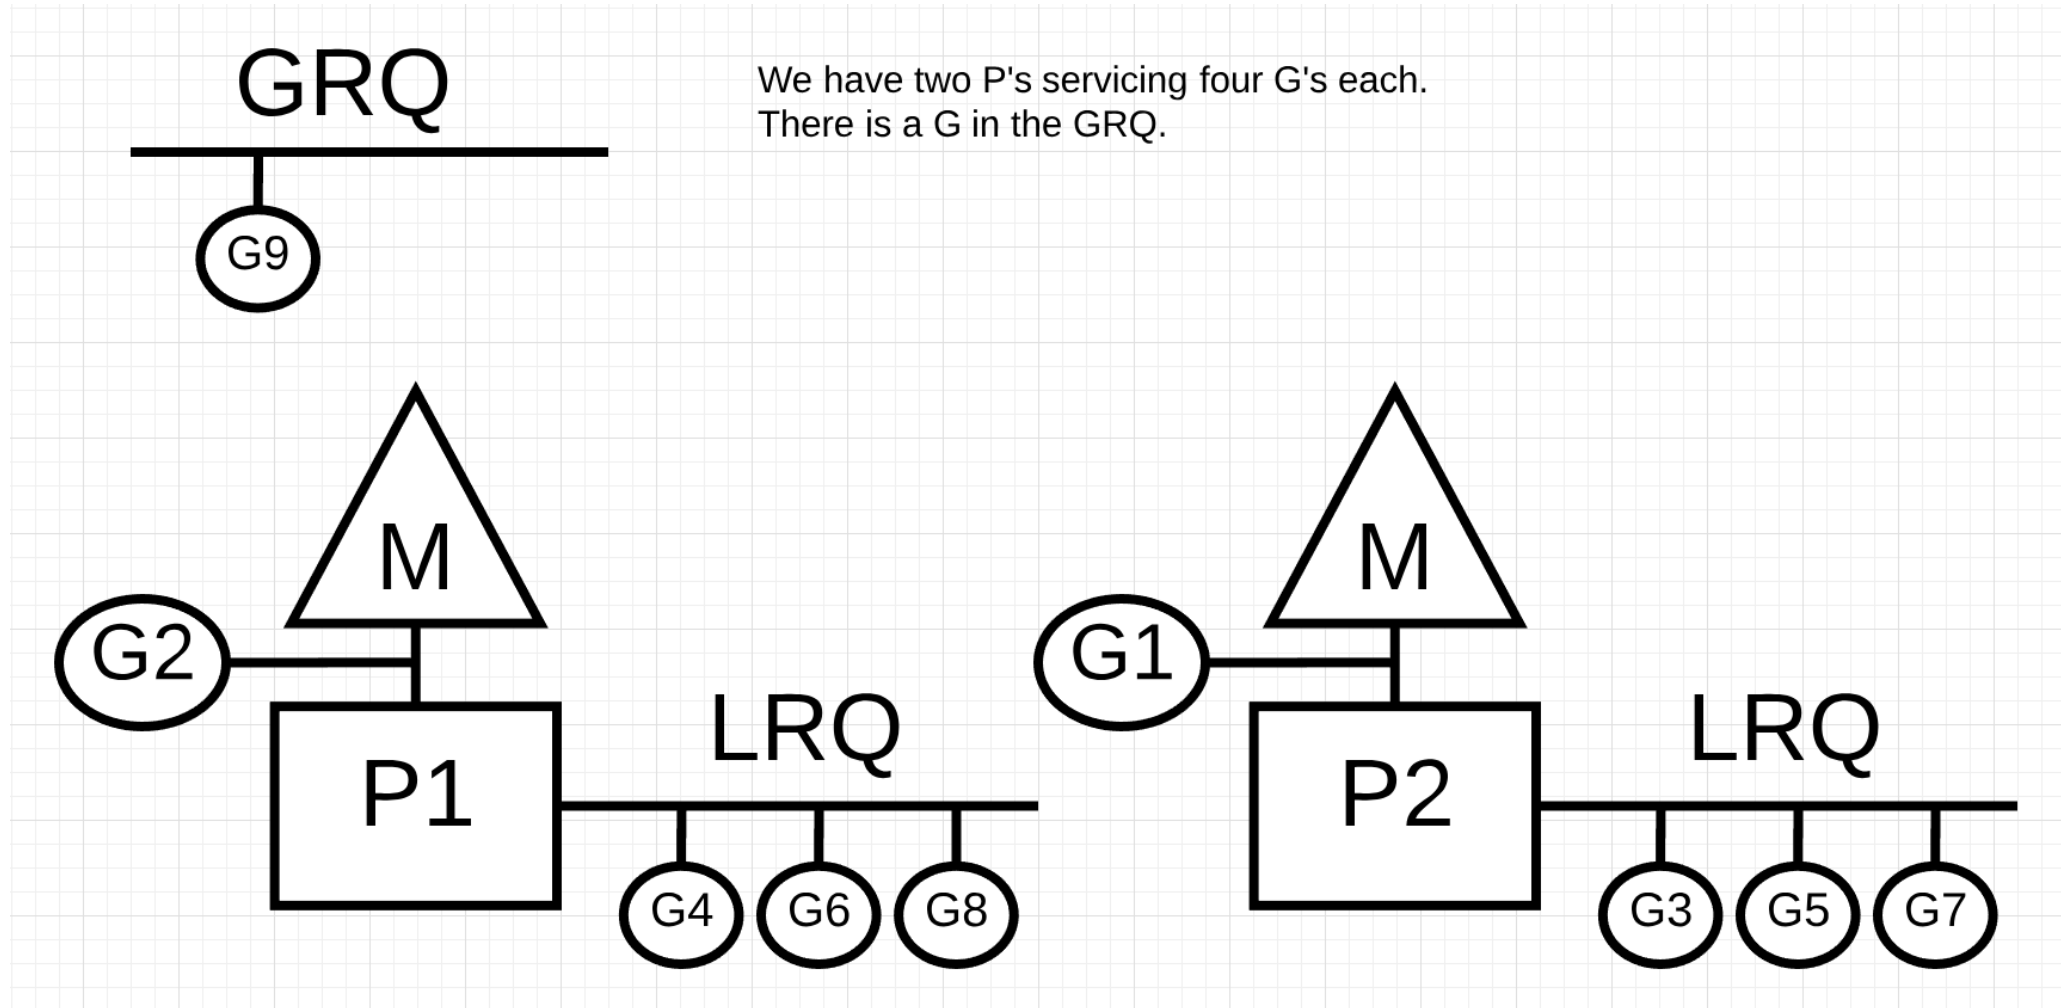 GRQ
We have two P's servicing four G's each.
There is a G in the GRQ.
G9
M
G2
P1
LRQ
G4
G6
G8
M
G1
P2
LRQ
G3
G5
G7